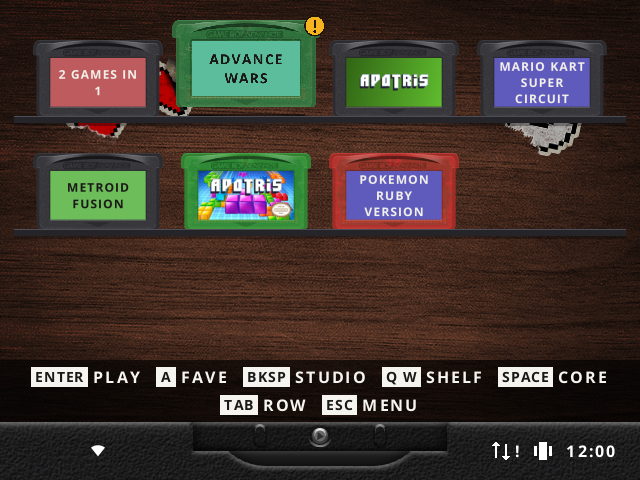 2 GAMES IN
1
ADVANCE
WARS
APOTRIS
MARIO KART
SUPER
CIRCUIT
METROID
FUSION
APOTRIS
POKEMON
RUBY
VERSION
ENTER PLAY A FAVE BKSP STUDIO Q W SHELF SPACE CORE
TAB ROW ESC MENU
! 12:00